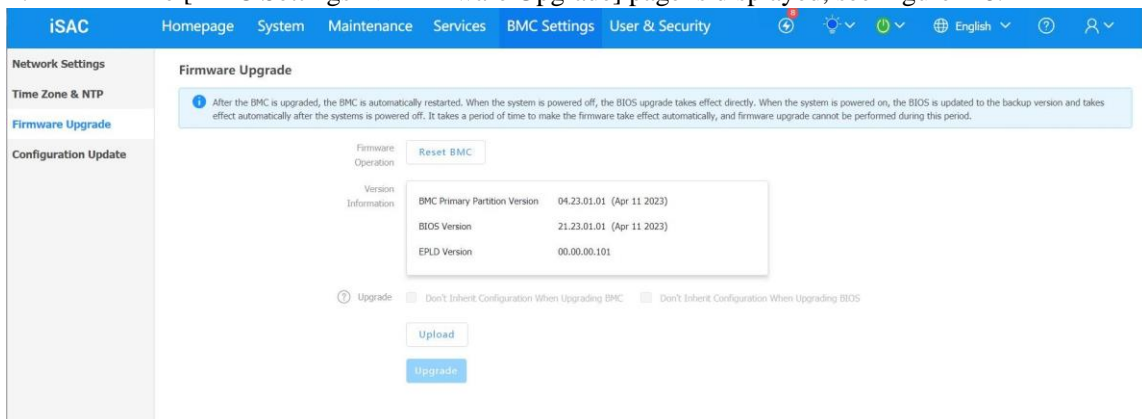 iSAC Homepage System Maintenance Services BMC Settings User & Security 8 English
Network Settings
Time Zone & NTP
Firmware Upgrade
Configuration Update
Firmware Upgrade
After the BMC is upgraded, the BMC is automatically restarted. When the system is powered off, the BIOS upgrade takes effect directly. When the system is powered on, the BIOS is updated to the backup version and takes
effect automatically after the systems is powered off. It takes a period of time to make the firmware take effect automatically, and firmware upgrade cannot be performed during this period.
Firmware
Operation
Reset BMC
Version
Information
BMC Primary Partition Version 04.23.01.01 (Apr 11 2023)
BIOS Version 21.23.01.01 (Apr 11 2023)
EPLD Version 00.00.00.101
Upgrade Don't Inherit Configuration When Upgrading BMC Don't Inherit Configuration When Upgrading BIOS
Upload
Upgrade